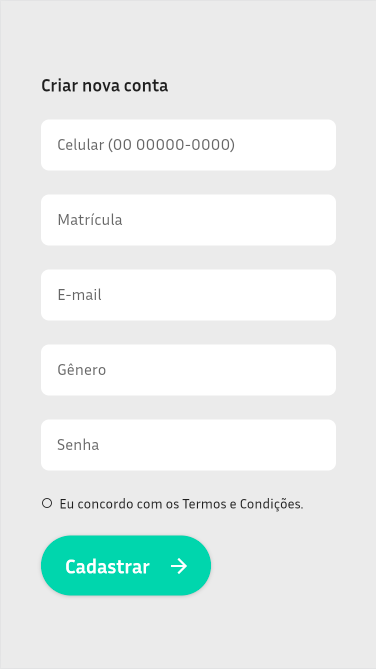 Criar nova conta
Celular (00 00000-0000)
Matrícula
E-mail
Gênero
Senha
Eu concordo com os Termos e Condições.
Cadastrar